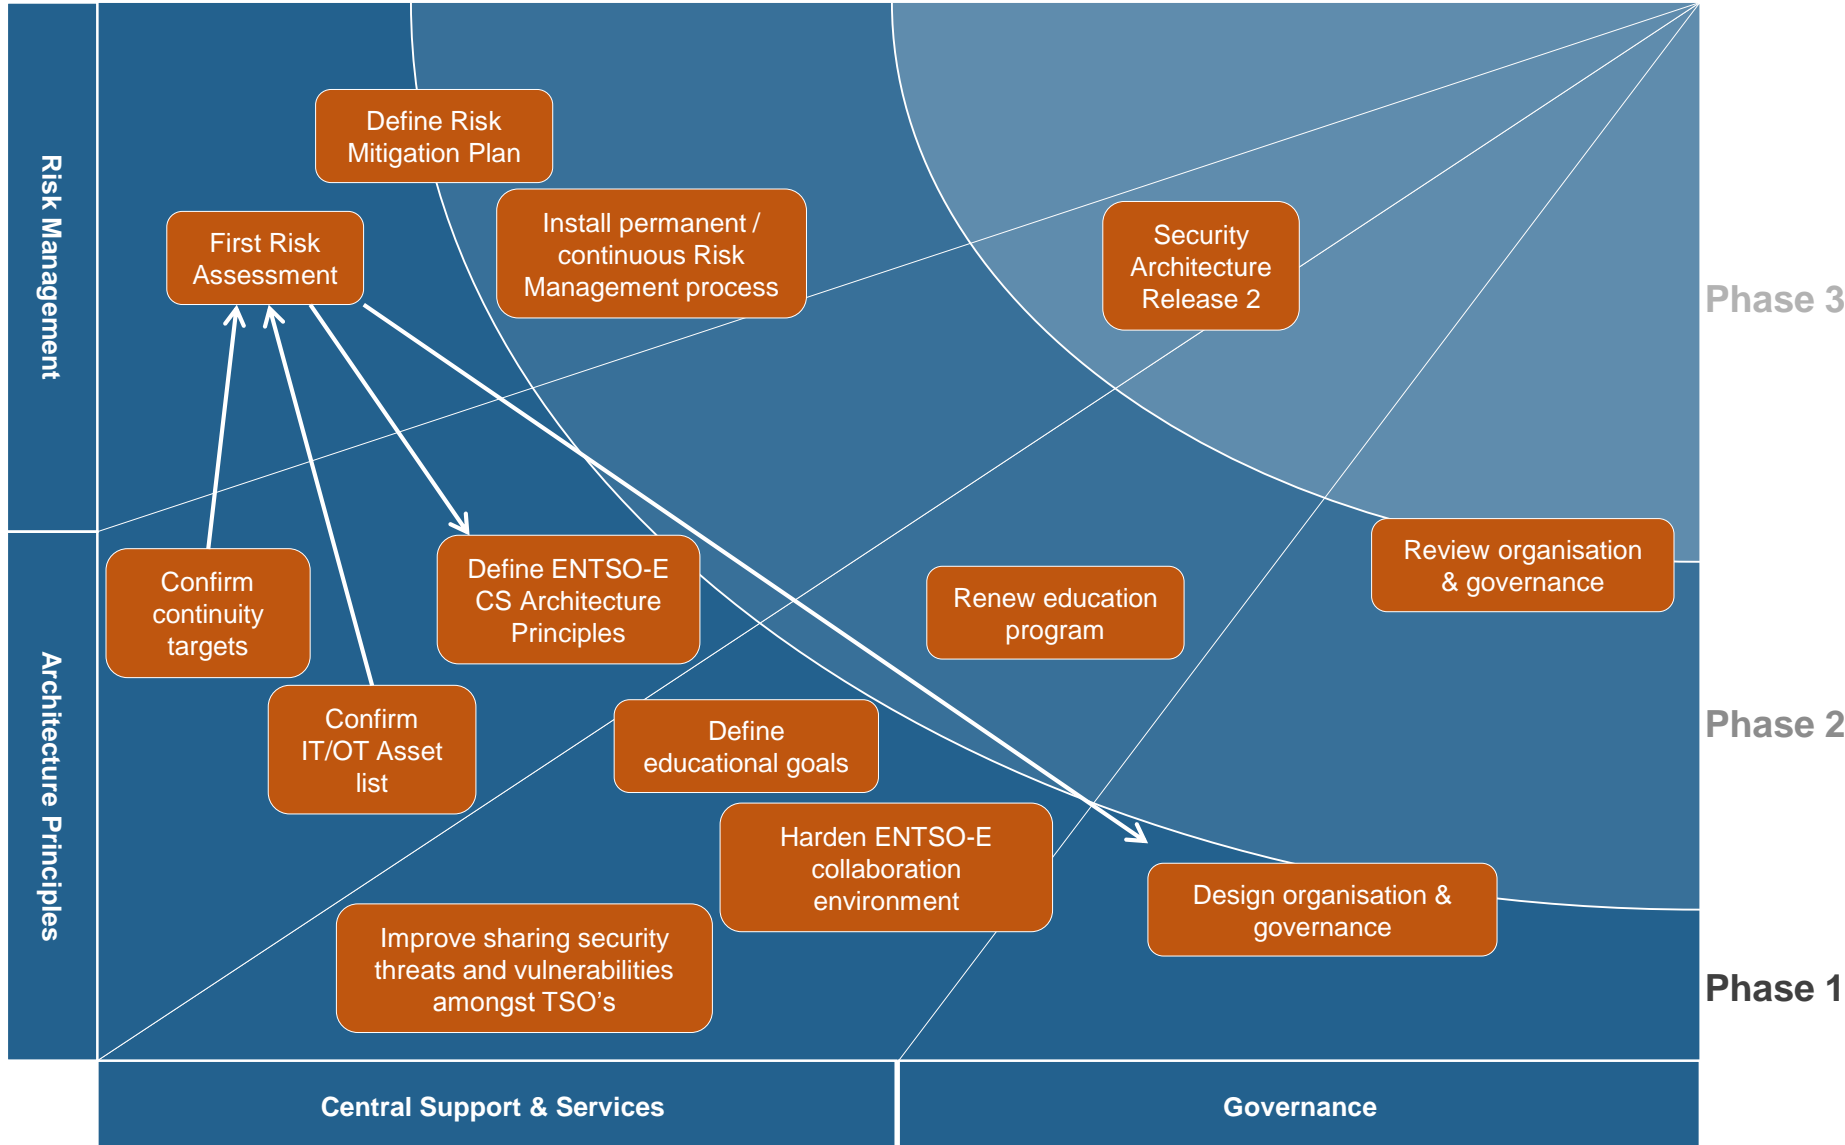 Risk Management
Define Risk
Mitigation Plan
First Risk
Assessment
Install permanent /
continuous Risk
Management process
Security
Architecture
Release 2
Phase 3
Architecture Principles
Confirm
continuity
targets
Define ENTSO-E
CS Architecture
Principles
Renew education
program
Review organisation
& governance
Confirm
IT/OT Asset
list
Define
educational goals
Phase 2
Harden ENTSO-E
collaboration
environment
Design organisation &
governance
Improve sharing security
threats and vulnerabilities
amongst TSO’s
Phase 1
Central Support & Services
Governance